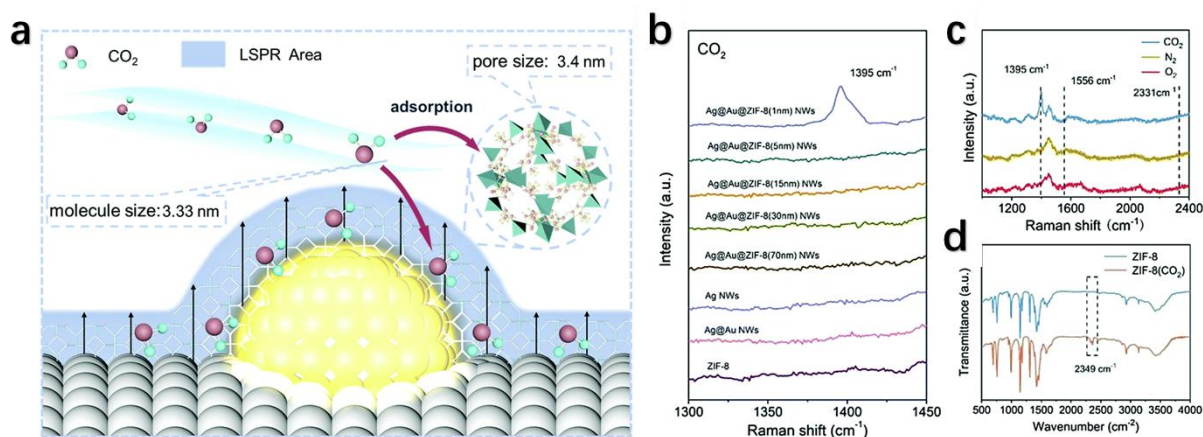 a
CO2
LSPR Area
pore size: 3.4 nm
adsorption
molecule size:3.33 nm
b
CO2
1395 cm-1
Ag@Au@ZIF-8(1nm) NWs
Ag@Au@ZIF-8(5nm) NWs
Ag@Au@ZIF-8(15nm) NWs
Ag@Au@ZIF-8(30nm) NWs
Ag@Au@ZIF-8(70nm) NWs
Ag NWs
Ag@Au NWs
ZIF-8
Intensity (a.u.)
1300 1350 1400 1450
Raman shift (cm-1)
c
CO2
N2
O2
1395 cm-1
1556 cm-1
2331cm-1
Intensity (a.u.)
1200 1600 2000 2400
Raman shift (cm-1)
d
ZIF-8
ZIF-8(CO2)
2349 cm-1
Transmittance (a.u.)
500 1000 1500 2000 2500 3000 3500 4000
Wavenumber (cm-2)